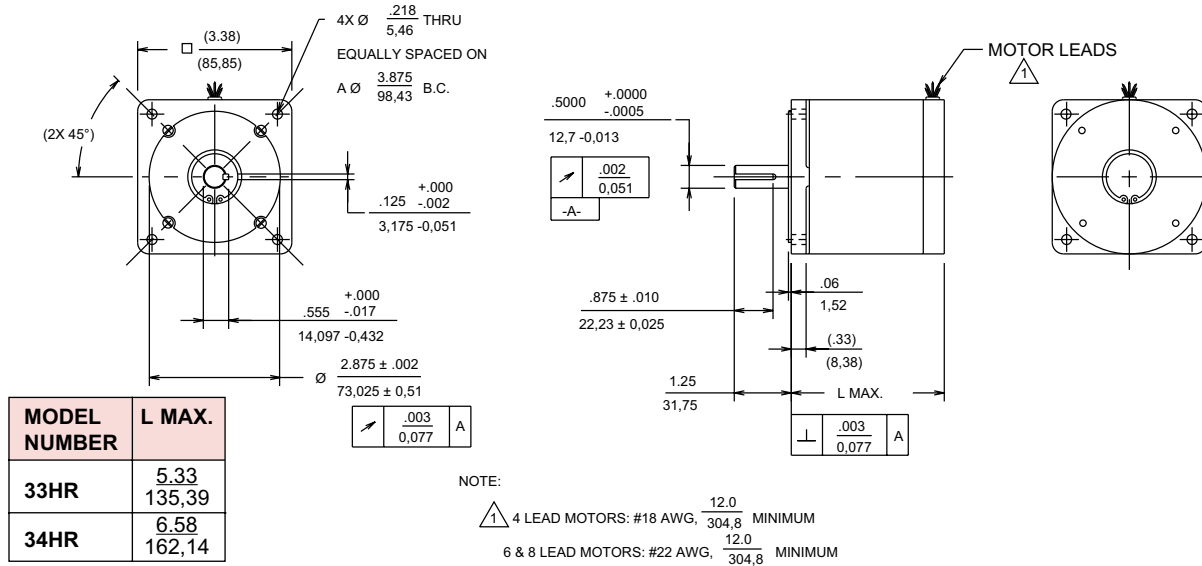 4X Ø .218 THRU
5,46
EQUALLY SPACED ON
A Ø 3.875 B.C.
98,43
(3.38)
(85,85)
(2X 45°)
.125 +.000
-.002
3,175 -0,051
.555 +.000
-.017
14,097 -0,432
Ø 2.875 ± .002
73,025 ± 0,51
.003 A
0,077
MOTOR LEADS
1
.5000 +.0000
-.0005
12,7 -0,013
.002
0,051
-A-
.875 ± .010
22,23 ± 0,025
.06
1,52
(.33)
(8,38)
1.25
31,75
L MAX.
⊥ .003 A
0,077
MODEL NUMBER L MAX.
33HR 5.33
135,39
34HR 6.58
162,14
NOTE:
1 4 LEAD MOTORS: #18 AWG, 12.0 MINIMUM
304,8
6 & 8 LEAD MOTORS: #22 AWG, 12.0 MINIMUM
304,8